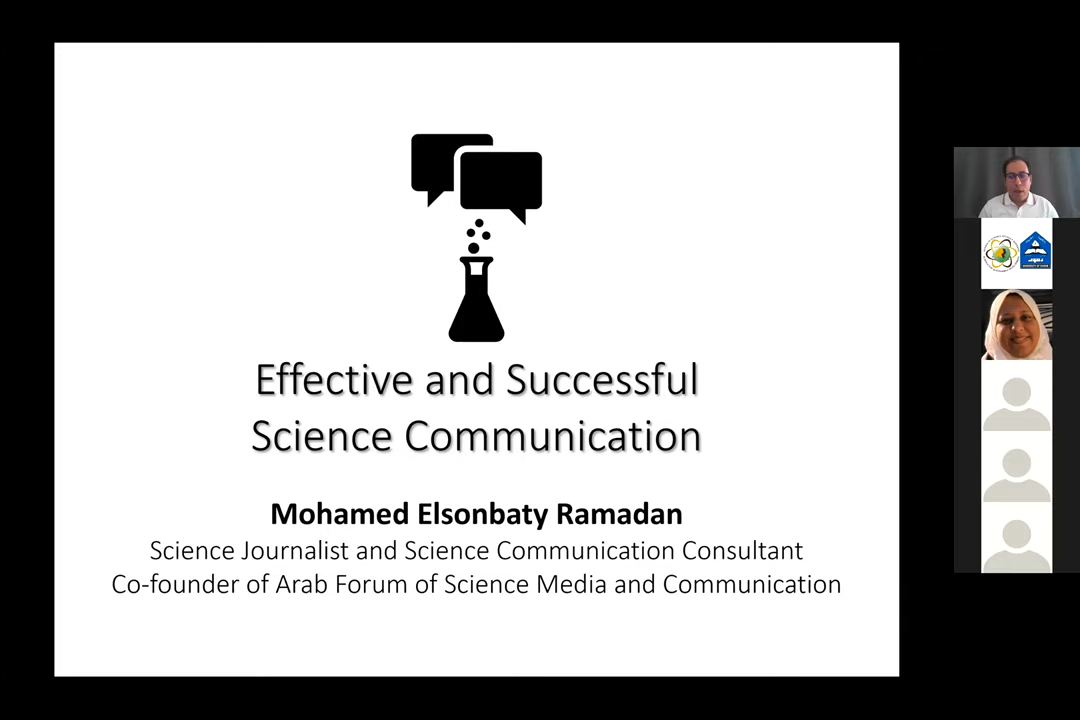 Effective and Successful
Science Communication
Mohamed Elsonbaty Ramadan
Science Journalist and Science Communication Consultant
Co-founder of Arab Forum of Science Media and Communication